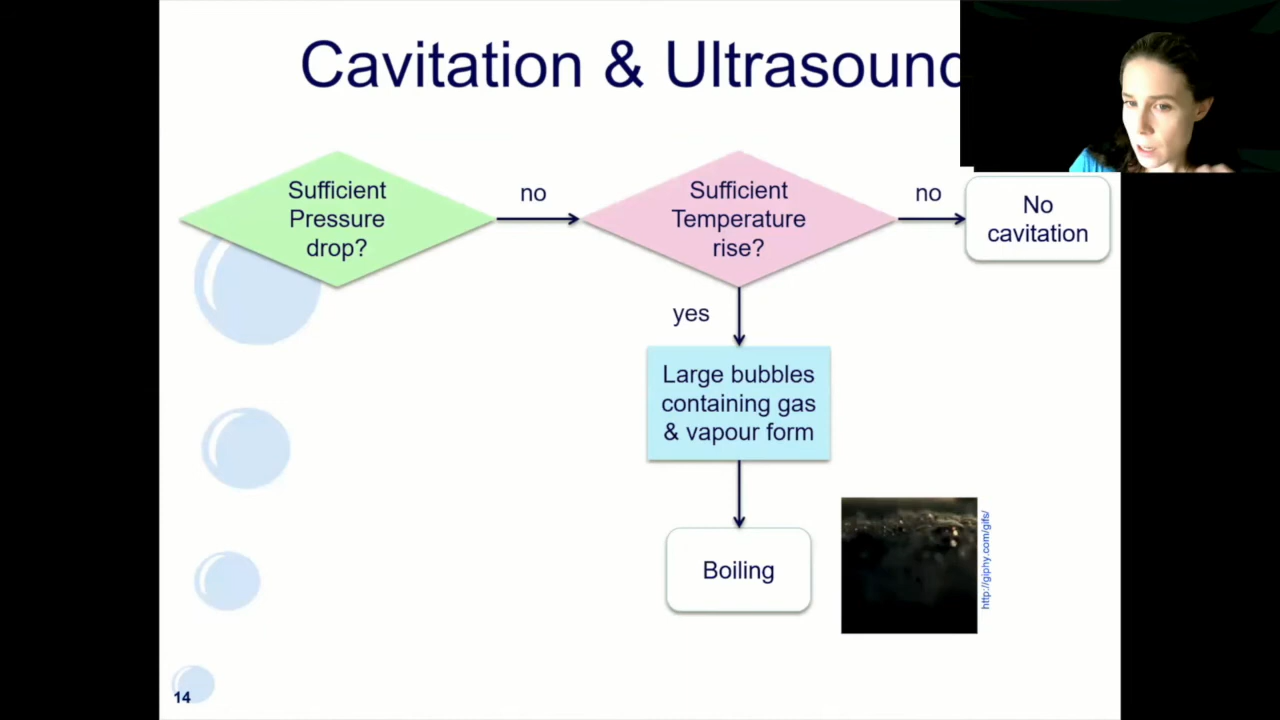 Cavitation & Ultrasound
Sufficient
Pressure
drop?
no
Sufficient
Temperature
rise?
no
No
cavitation
yes
Large bubbles
containing gas
& vapour form
Boiling
http://giphy.com/gifs/
14